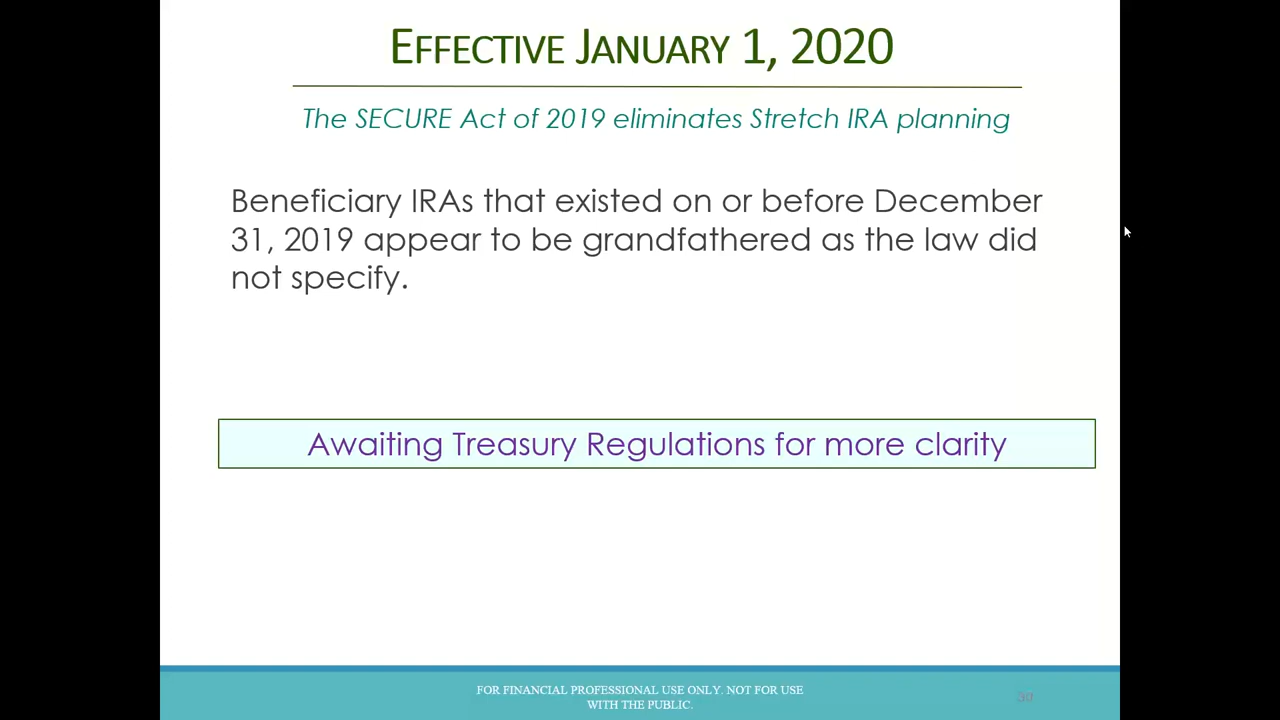 EFFECTIVE JANUARY 1, 2020
The SECURE Act of 2019 eliminates Stretch IRA planning
Beneficiary IRAs that existed on or before December
31, 2019 appear to be grandfathered as the law did
not specify.
Awaiting Treasury Regulations for more clarity
FOR FINANCIAL PROFESSIONAL USE ONLY. NOT FOR USE
WITH THE PUBLIC.